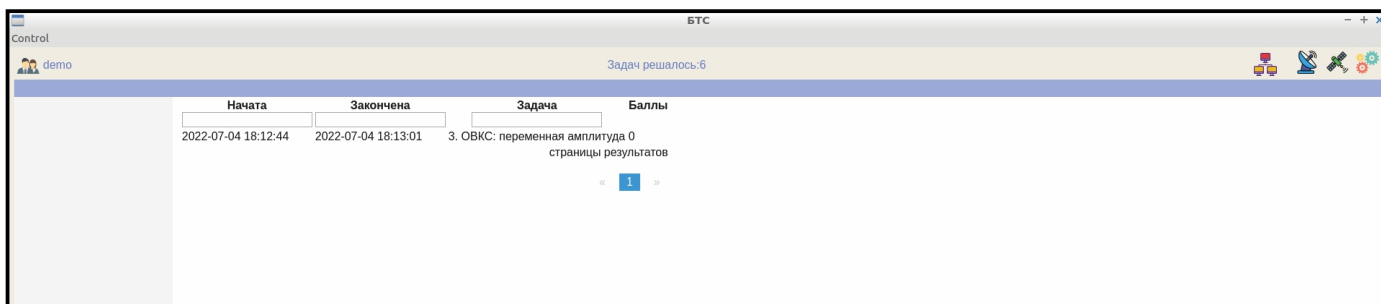 БТС
Control
demo
Задач решалось:6
Начата Закончена Задача Баллы
2022-07-04 18:12:44 2022-07-04 18:13:01 3. ОВКС: переменная амплитуда 0
страницы результатов
« 1 »